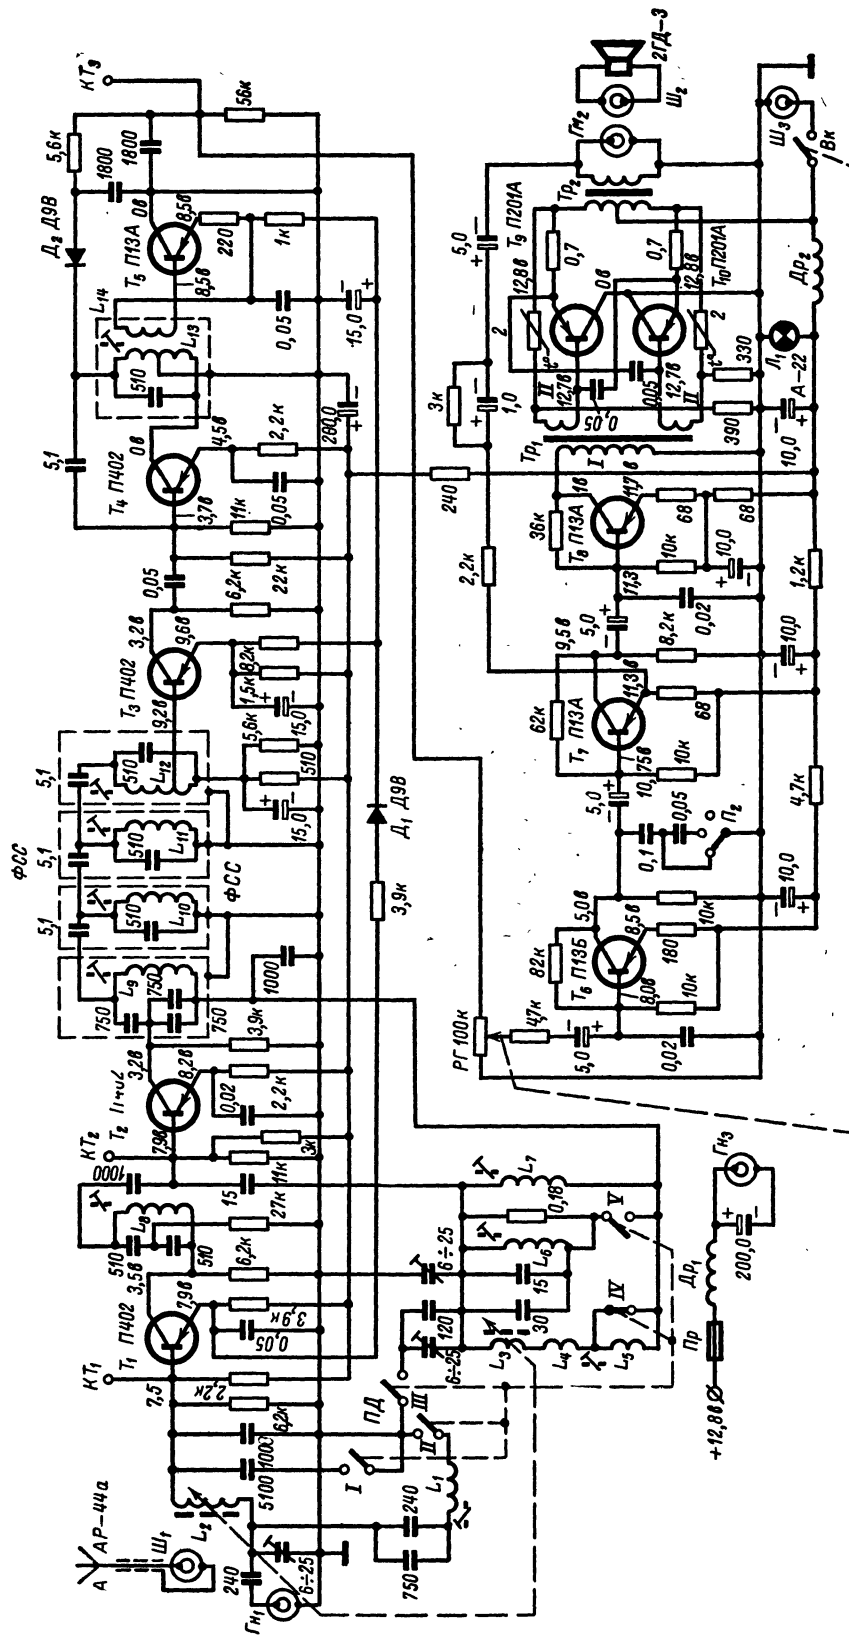 А АР-44а
Ш₁
Гн₁
240
6÷25
L₂
КТ₁
7,5
5100
1000
6,2к
2,2к
Т₁ П402
3,5в
7,9в
0,05
3,9к
510
510
L₈
6,2к
27к
1000
КТ₂
Т₂
7,9в
3,2в
8,2в
15
11к
3к
0,02
2,2к
3,9к
750
750
750
L₉
1000
ФСС
5,1
5,1
5,1
510
L₁₀
510
L₁₁
510
L₁₂
ФСС
15,0
510
5,6к
Т₃ П402
9,2в
3,2в
9,6в
15,0
1,5к
8,2к
3,9к
Д₁ Д9В
0,05
6,2к
22к
11к
Т₄ П402
3,7в
0в
4,5в
0,05
2,2к
5,1
510
L₁₃
L₁₄
200,0
Т₅ П13А
8,5в
0в
8,5в
0,05
15,0
220
1к
Д₂ Д9В
5,6к
1800
1800
56к
КТ₃
750
240
L₁
I
II
III
ПД
6÷25
120
6÷25
L₃
L₄
L₅
30
15
L₆
0,18
L₇
IV
V
+12,8в
Пр
Др₁
200,0
Гн₃
РГ 100к
4,7к
5,0
0,02
82к
Т₆ П13Б
8,0в
5,0в
8,5в
10к
180
10к
10,0
0,1
0,05
П₂
5,0
4,7к
62к
Т₇ П13А
10,75в
9,5в
11,3в
10к
68
8,2к
10,0
5,0
0,02
1,2к
2,2к
36к
Т₈ П13А
11,3
1в
11,7в
10к
68
68
10,0
240
3к
1,0
5,0
Тр₁
I
II
II
390
330
12,7в
12,7в
0,05
0,05
2
t°
2
t°
12,8в
0в
12,8в
Т₉ П201А
Т₁₀ П201А
0,7
0,7
Тр₂
10,0
А-22
Л₁
Др₂
Гн₂
Ш₂
2ГД-3
Ш₃
Вк